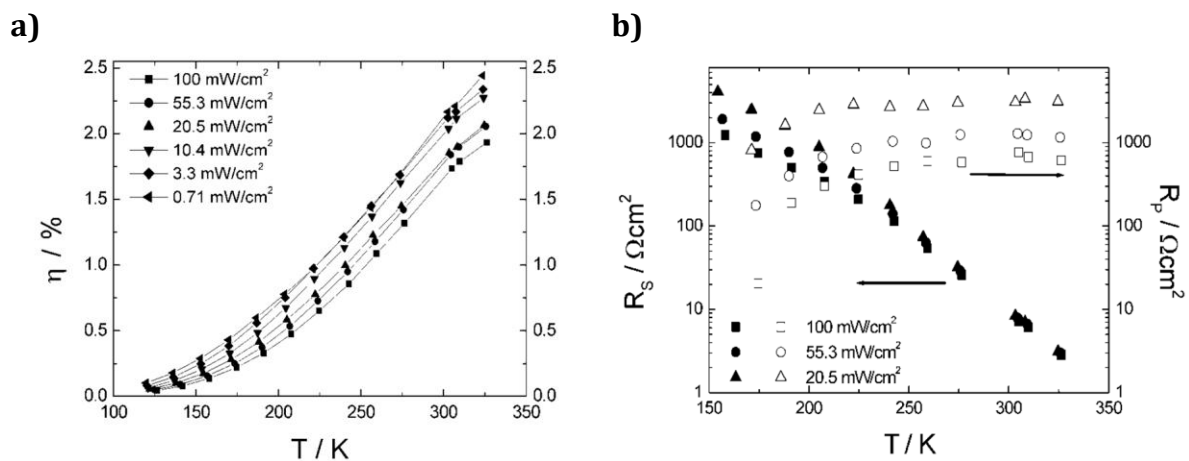 a)
2.5
2.0
1.5
1.0
0.5
0.0
η / %
100 mW/cm²
55.3 mW/cm²
20.5 mW/cm²
10.4 mW/cm²
3.3 mW/cm²
0.71 mW/cm²
2.5
2.0
1.5
1.0
0.5
0.0
100 150 200 250 300 350
T / K
b)
1000
100
10
1
R_S / Ωcm²
1000
100
10
1
R_P / Ωcm²
100 mW/cm²
55.3 mW/cm²
20.5 mW/cm²
150 200 250 300 350
T / K